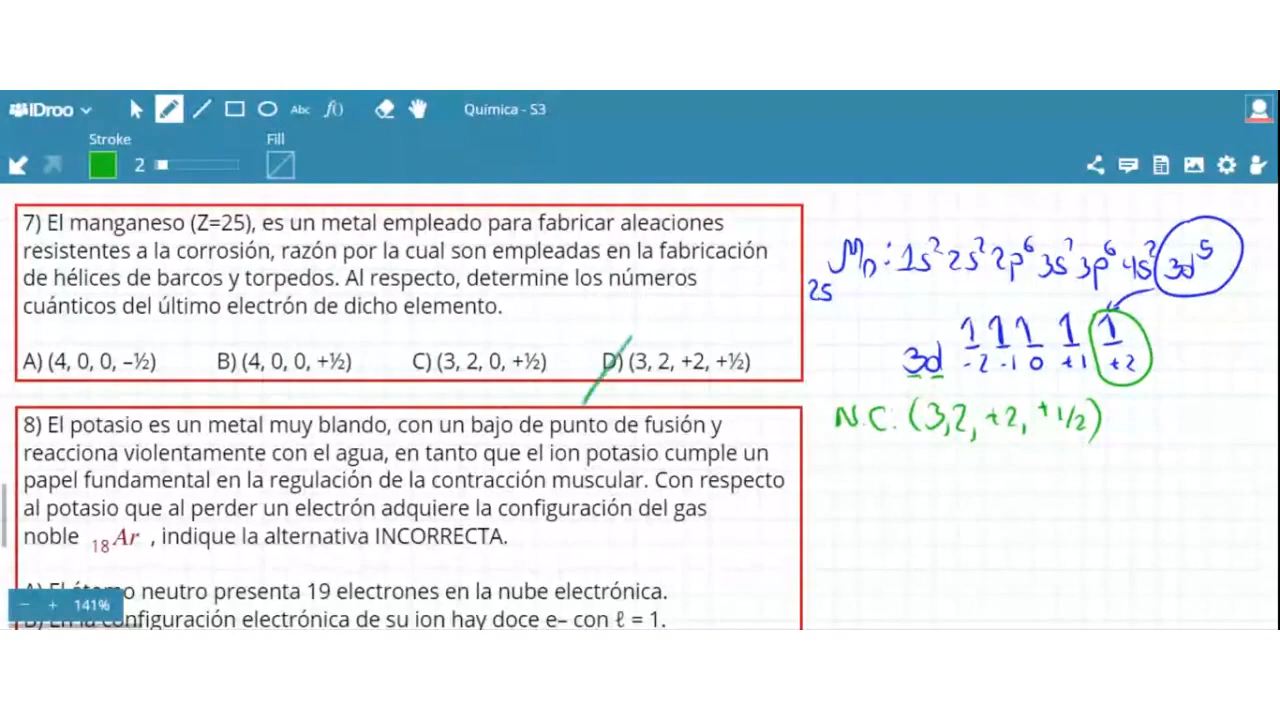 IDroo
Abc
f()
Química - S3
Stroke
Fill
2
7) El manganeso (Z=25), es un metal empleado para fabricar aleaciones
resistentes a la corrosión, razón por la cual son empleadas en la fabricación
de hélices de barcos y torpedos. Al respecto, determine los números
cuánticos del último electrón de dicho elemento.
A) (4, 0, 0, –½) B) (4, 0, 0, +½) C) (3, 2, 0, +½) D) (3, 2, +2, +½)
Mn: 1s² 2s² 2p⁶ 3s² 3p⁶ 4s² 3d⁵
25
1 1 1 1 1
3d -2 -1 0 +1 +2
N.C: (3,2, +2, +1/2)
8) El potasio es un metal muy blando, con un bajo de punto de fusión y
reacciona violentamente con el agua, en tanto que el ion potasio cumple un
papel fundamental en la regulación de la contracción muscular. Con respecto
al potasio que al perder un electrón adquiere la configuración del gas
noble ₁₈Ar , indique la alternativa INCORRECTA.
A) El átomo neutro presenta 19 electrones en la nube electrónica.
B) En la configuración electrónica de su ion hay doce e– con ℓ = 1.
− + 141%